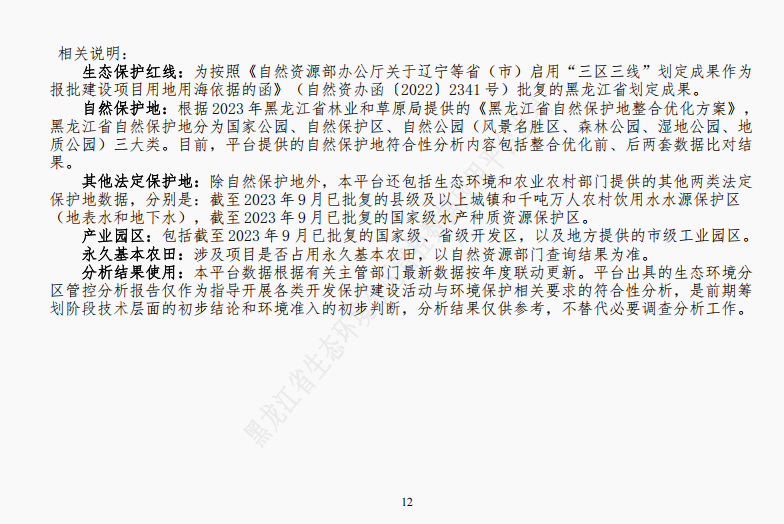 相关说明：
生态保护红线：为按照《自然资源部办公厅关于辽宁等省（市）启用“三区三线”划定成果作为
报批建设项目用地用海依据的函》（自然资办函〔2022〕2341号）批复的黑龙江省划定成果。
自然保护地：根据2023年黑龙江省林业和草原局提供的《黑龙江省自然保护地整合优化方案》，
黑龙江省自然保护地分为国家公园、自然保护区、自然公园（风景名胜区、森林公园、湿地公园、地
质公园）三大类。目前，平台提供的自然保护地符合性分析内容包括整合优化前、后两套数据比对结
果。
其他法定保护地：除自然保护地外，本平台还包括生态环境和农业农村部门提供的其他两类法定
保护地数据，分别是：截至2023年9月已批复的县级及以上城镇和千吨万人农村饮用水水源保护区
（地表水和地下水），截至2023年9月已批复的国家级水产种质资源保护区。
产业园区：包括截至2023年9月已批复的国家级、省级开发区，以及地方提供的市级工业园区。
永久基本农田：涉及项目是否占用永久基本农田，以自然资源部门查询结果为准。
分析结果使用：本平台数据根据有关主管部门最新数据按年度联动更新。平台出具的生态环境分
区管控分析报告仅作为指导开展各类开发保护建设活动与环境保护相关要求的符合性分析，是前期筹
划阶段技术层面的初步结论和环境准入的初步判断，分析结果仅供参考，不替代必要调查分析工作。
黑龙江省生态环境
12